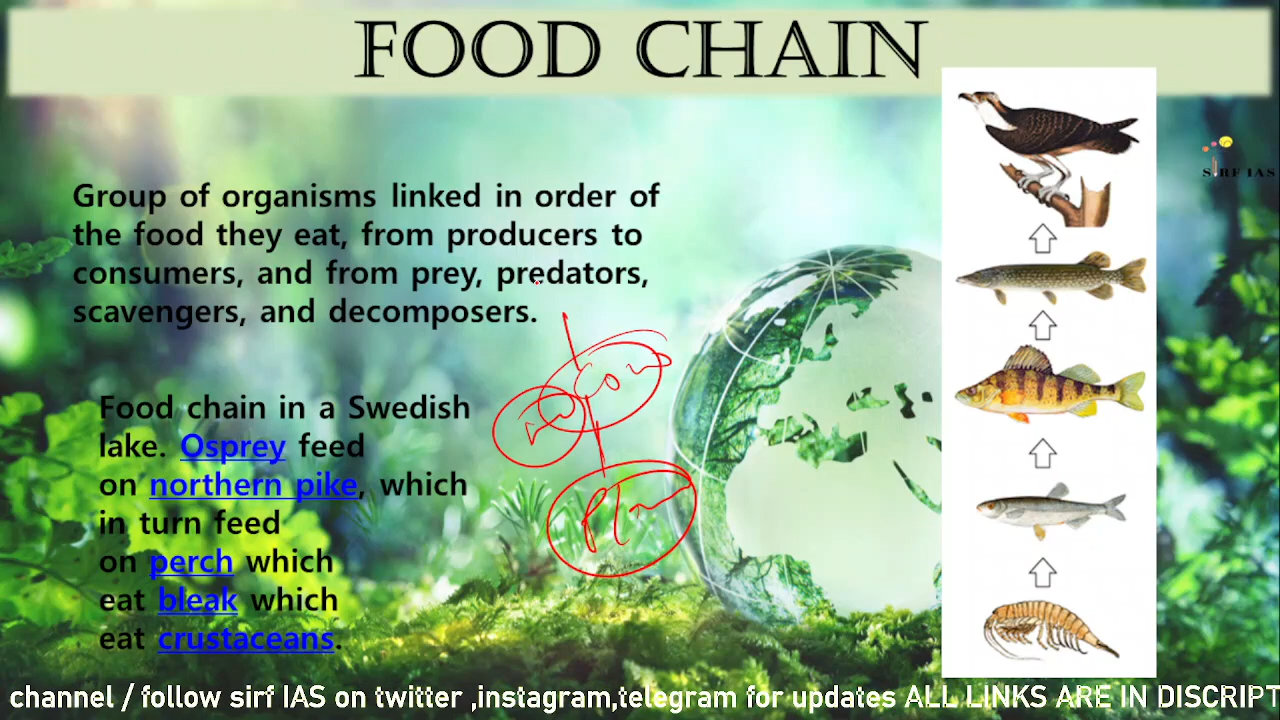 FOOD CHAIN
Group of organisms linked in order of
the food they eat, from producers to
consumers, and from prey, predators,
scavengers, and decomposers.
SIRF IAS
Food chain in a Swedish
lake. Osprey feed
on northern pike, which
in turn feed
on perch which
eat bleak which
eat crustaceans.
channel / follow sirf IAS on twitter ,instagram,telegram for updates ALL LINKS ARE IN DISCRIPT